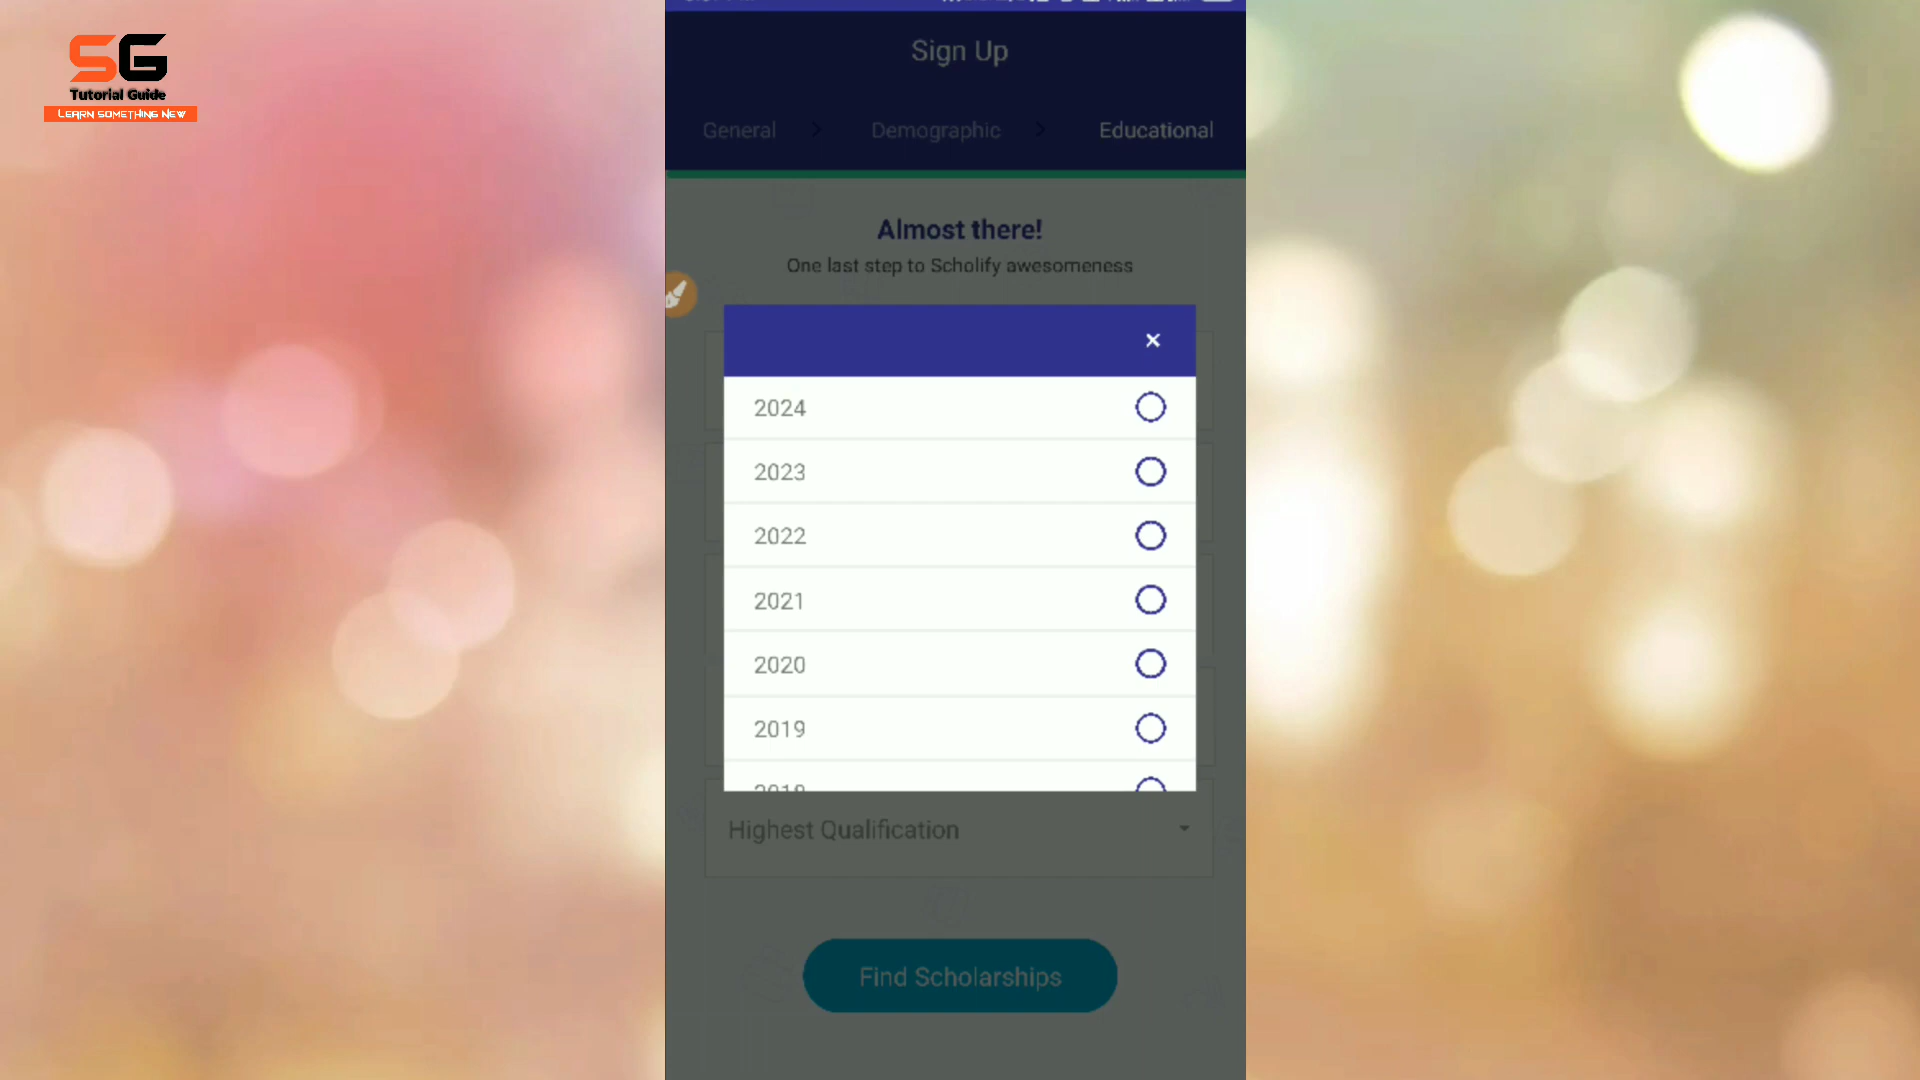 SG
Tutorial Guide
LEARN SOMETHING NEW
Sign Up
General
Demographic
Educational
Almost there!
One last step to Scholify awesomeness
2024
2023
2022
2021
2020
2019
Highest Qualification
Find Scholarships